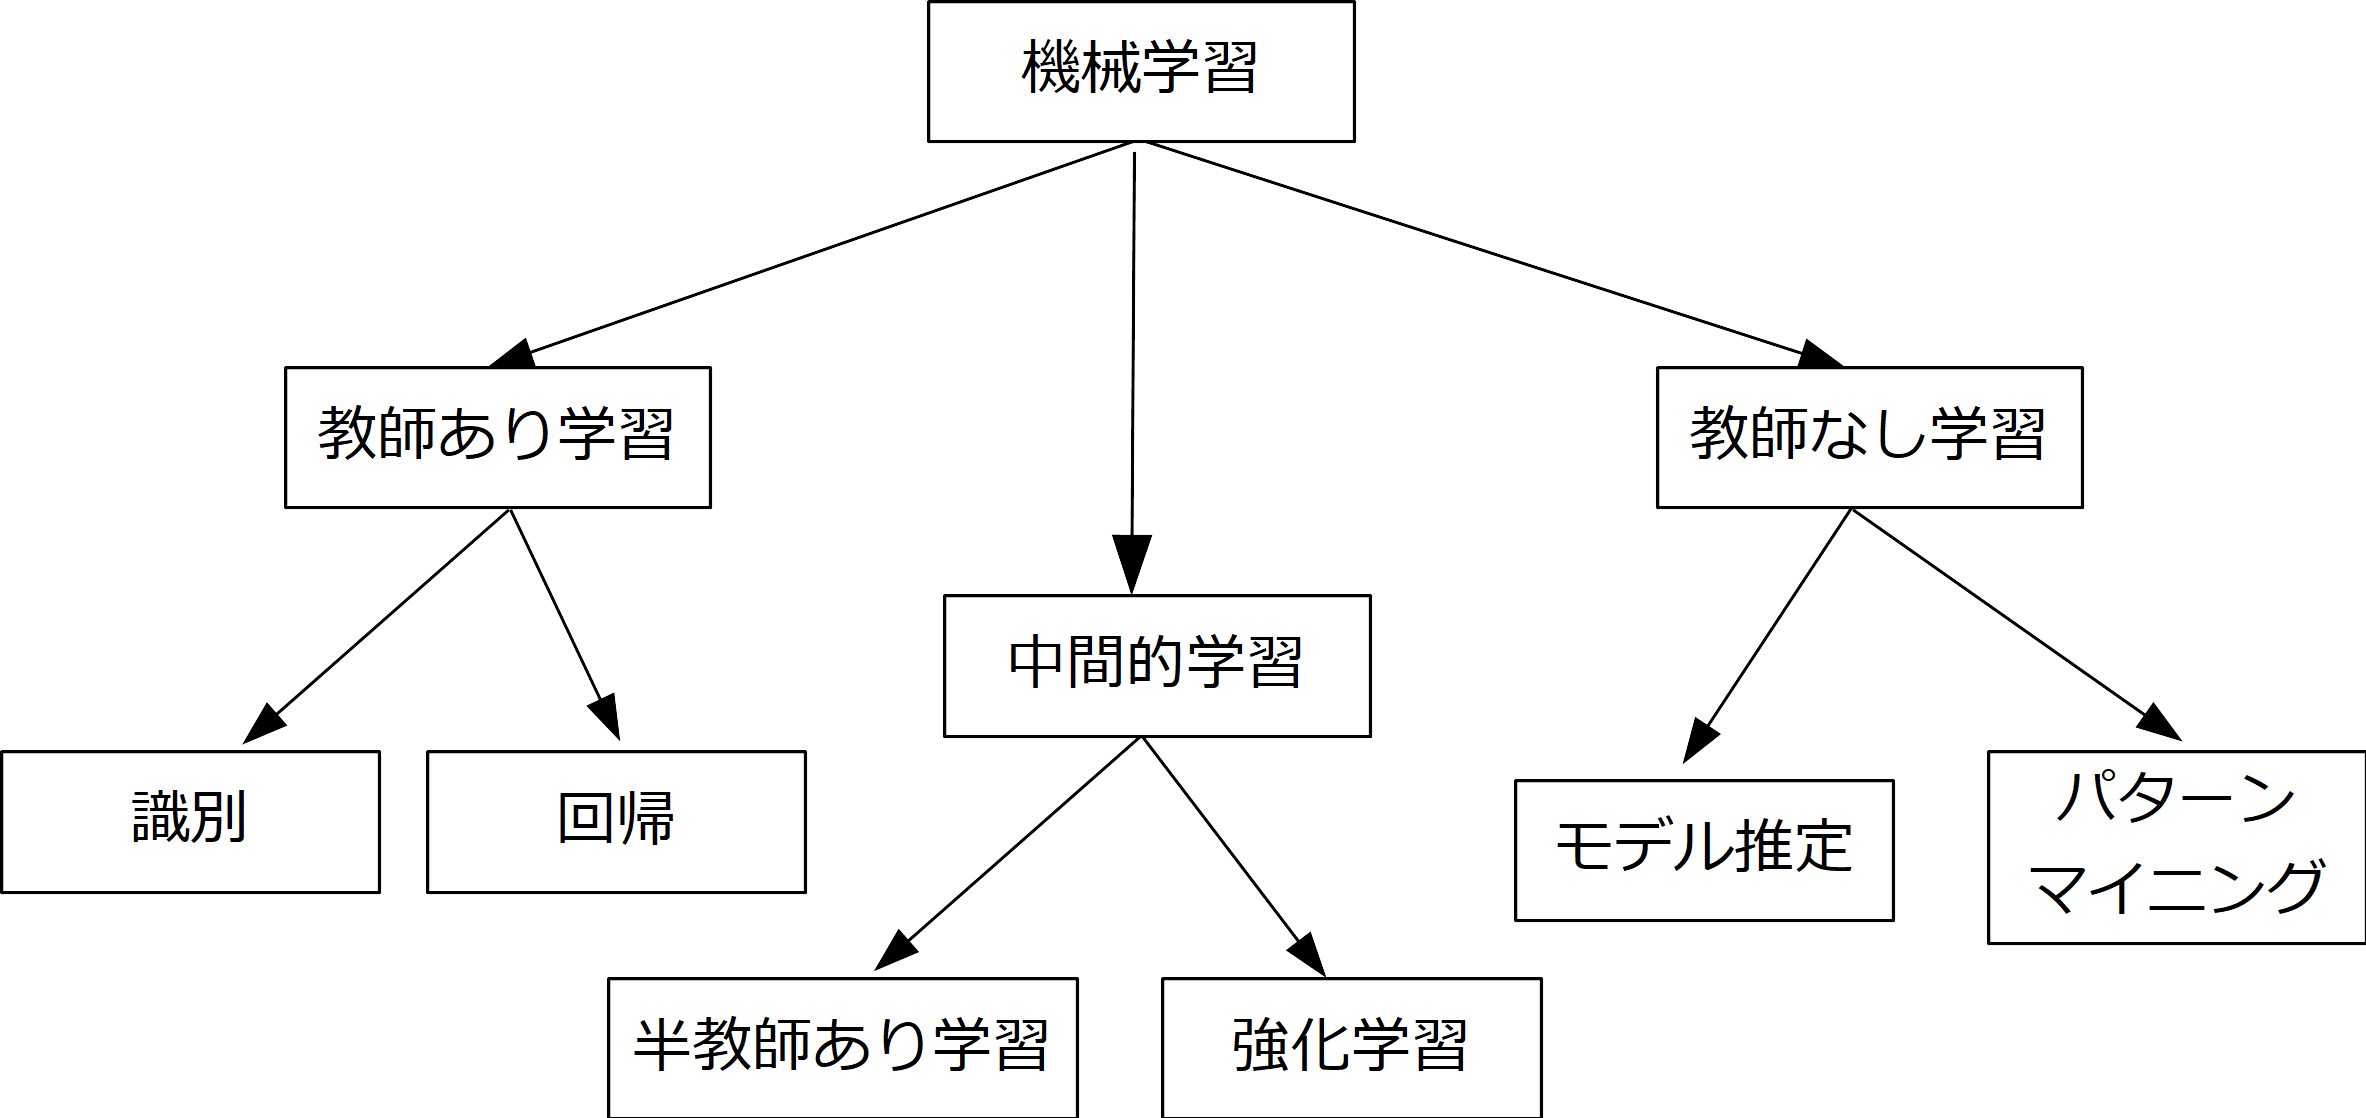 機械学習
教師あり学習
教師なし学習
中間的学習
識別
回帰
モデル推定
パターン
マイニング
半教師あり学習
強化学習